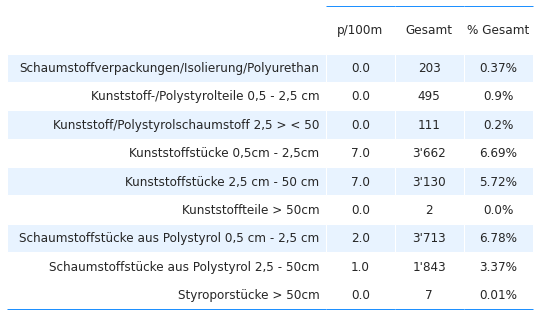 p/100m Gesamt % Gesamt
Schaumstoffverpackungen/Isolierung/Polyurethan 0.0 203 0.37%
Kunststoff-/Polystyrolteile 0,5 - 2,5 cm 0.0 495 0.9%
Kunststoff/Polystyrolschaumstoff 2,5 > < 50 0.0 111 0.2%
Kunststoffstücke 0,5cm - 2,5cm 7.0 3'662 6.69%
Kunststoffstücke 2,5 cm - 50 cm 7.0 3'130 5.72%
Kunststoffteile > 50cm 0.0 2 0.0%
Schaumstoffstücke aus Polystyrol 0,5 cm - 2,5 cm 2.0 3'713 6.78%
Schaumstoffstücke aus Polystyrol 2,5 - 50cm 1.0 1'843 3.37%
Styroporstücke > 50cm 0.0 7 0.01%